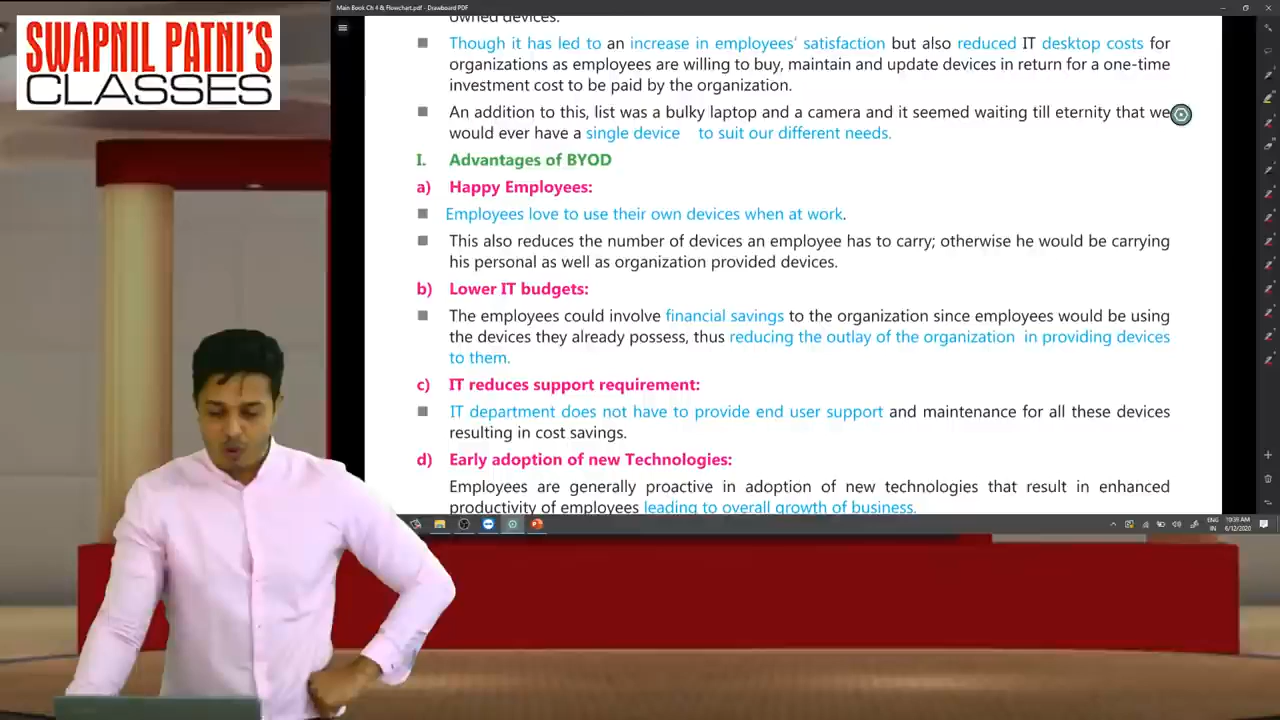 SWAPNIL PATNI'S
CLASSES
Main Book Ch 4 & Flowchart.pdf - Drawboard PDF
owned devices.
Though it has led to an increase in employees' satisfaction but also reduced IT desktop costs for
organizations as employees are willing to buy, maintain and update devices in return for a one-time
investment cost to be paid by the organization.
An addition to this, list was a bulky laptop and a camera and it seemed waiting till eternity that we
would ever have a single device to suit our different needs.
I. Advantages of BYOD
a) Happy Employees:
Employees love to use their own devices when at work.
This also reduces the number of devices an employee has to carry; otherwise he would be carrying
his personal as well as organization provided devices.
b) Lower IT budgets:
The employees could involve financial savings to the organization since employees would be using
the devices they already possess, thus reducing the outlay of the organization in providing devices
to them.
c) IT reduces support requirement:
IT department does not have to provide end user support and maintenance for all these devices
resulting in cost savings.
d) Early adoption of new Technologies:
Employees are generally proactive in adoption of new technologies that result in enhanced
productivity of employees leading to overall growth of business.
ENG 10:39 AM
IN 6/12/2020